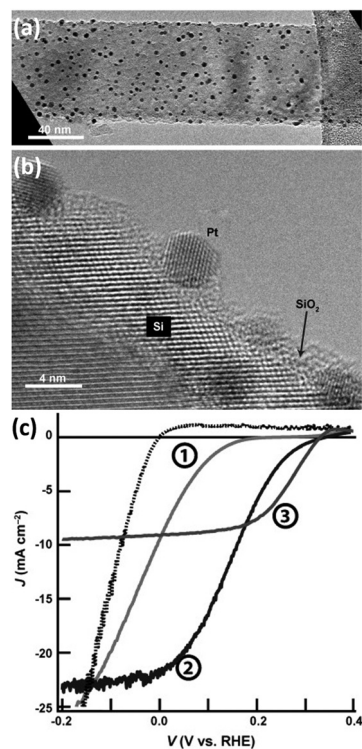 (a)
40 nm
(b)
Pt
SiO2
Si
4 nm
(c)
0
-5
-10
-15
-20
-25
J (mA cm⁻²)
1
2
3
-0.2
0.0
0.2
0.4
V (V vs. RHE)